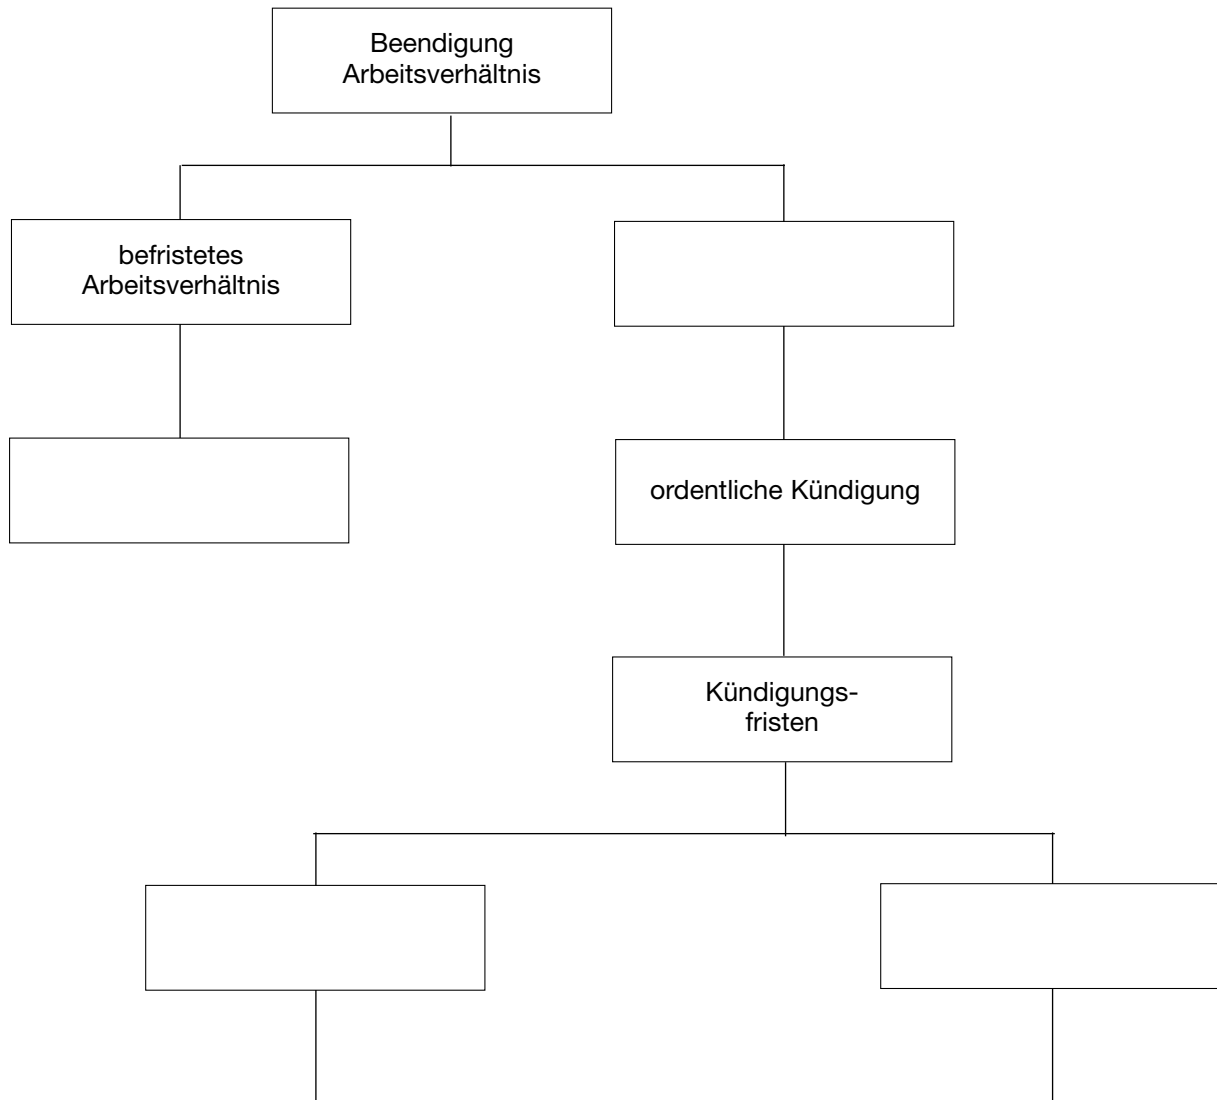 Beendigung
Arbeitsverhältnis
befristetes
Arbeitsverhältnis
ordentliche Kündigung
Kündigungs-
fristen